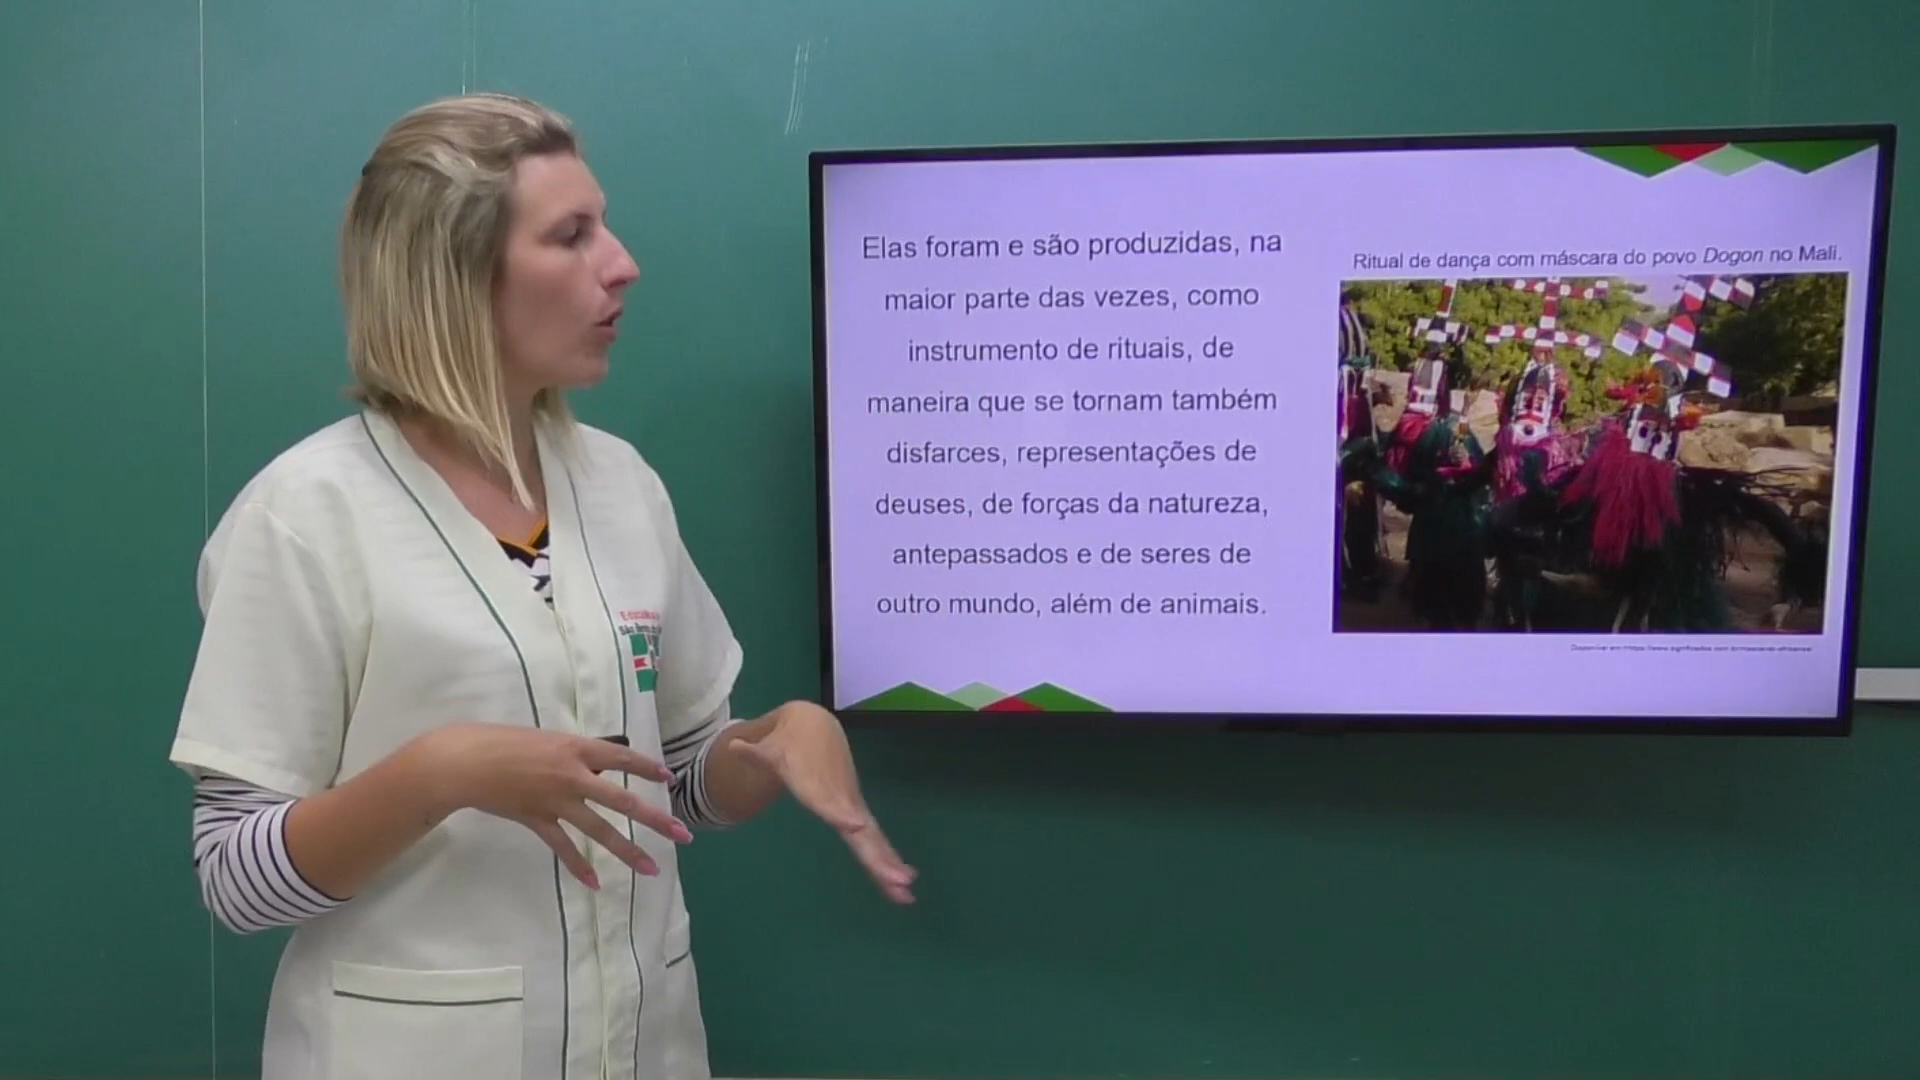 Elas foram e são produzidas, na
maior parte das vezes, como
instrumento de rituais, de
maneira que se tornam também
disfarces, representações de
deuses, de forças da natureza,
antepassados e de seres de
outro mundo, além de animais.
Ritual de dança com máscara do povo Dogon no Mali.
São